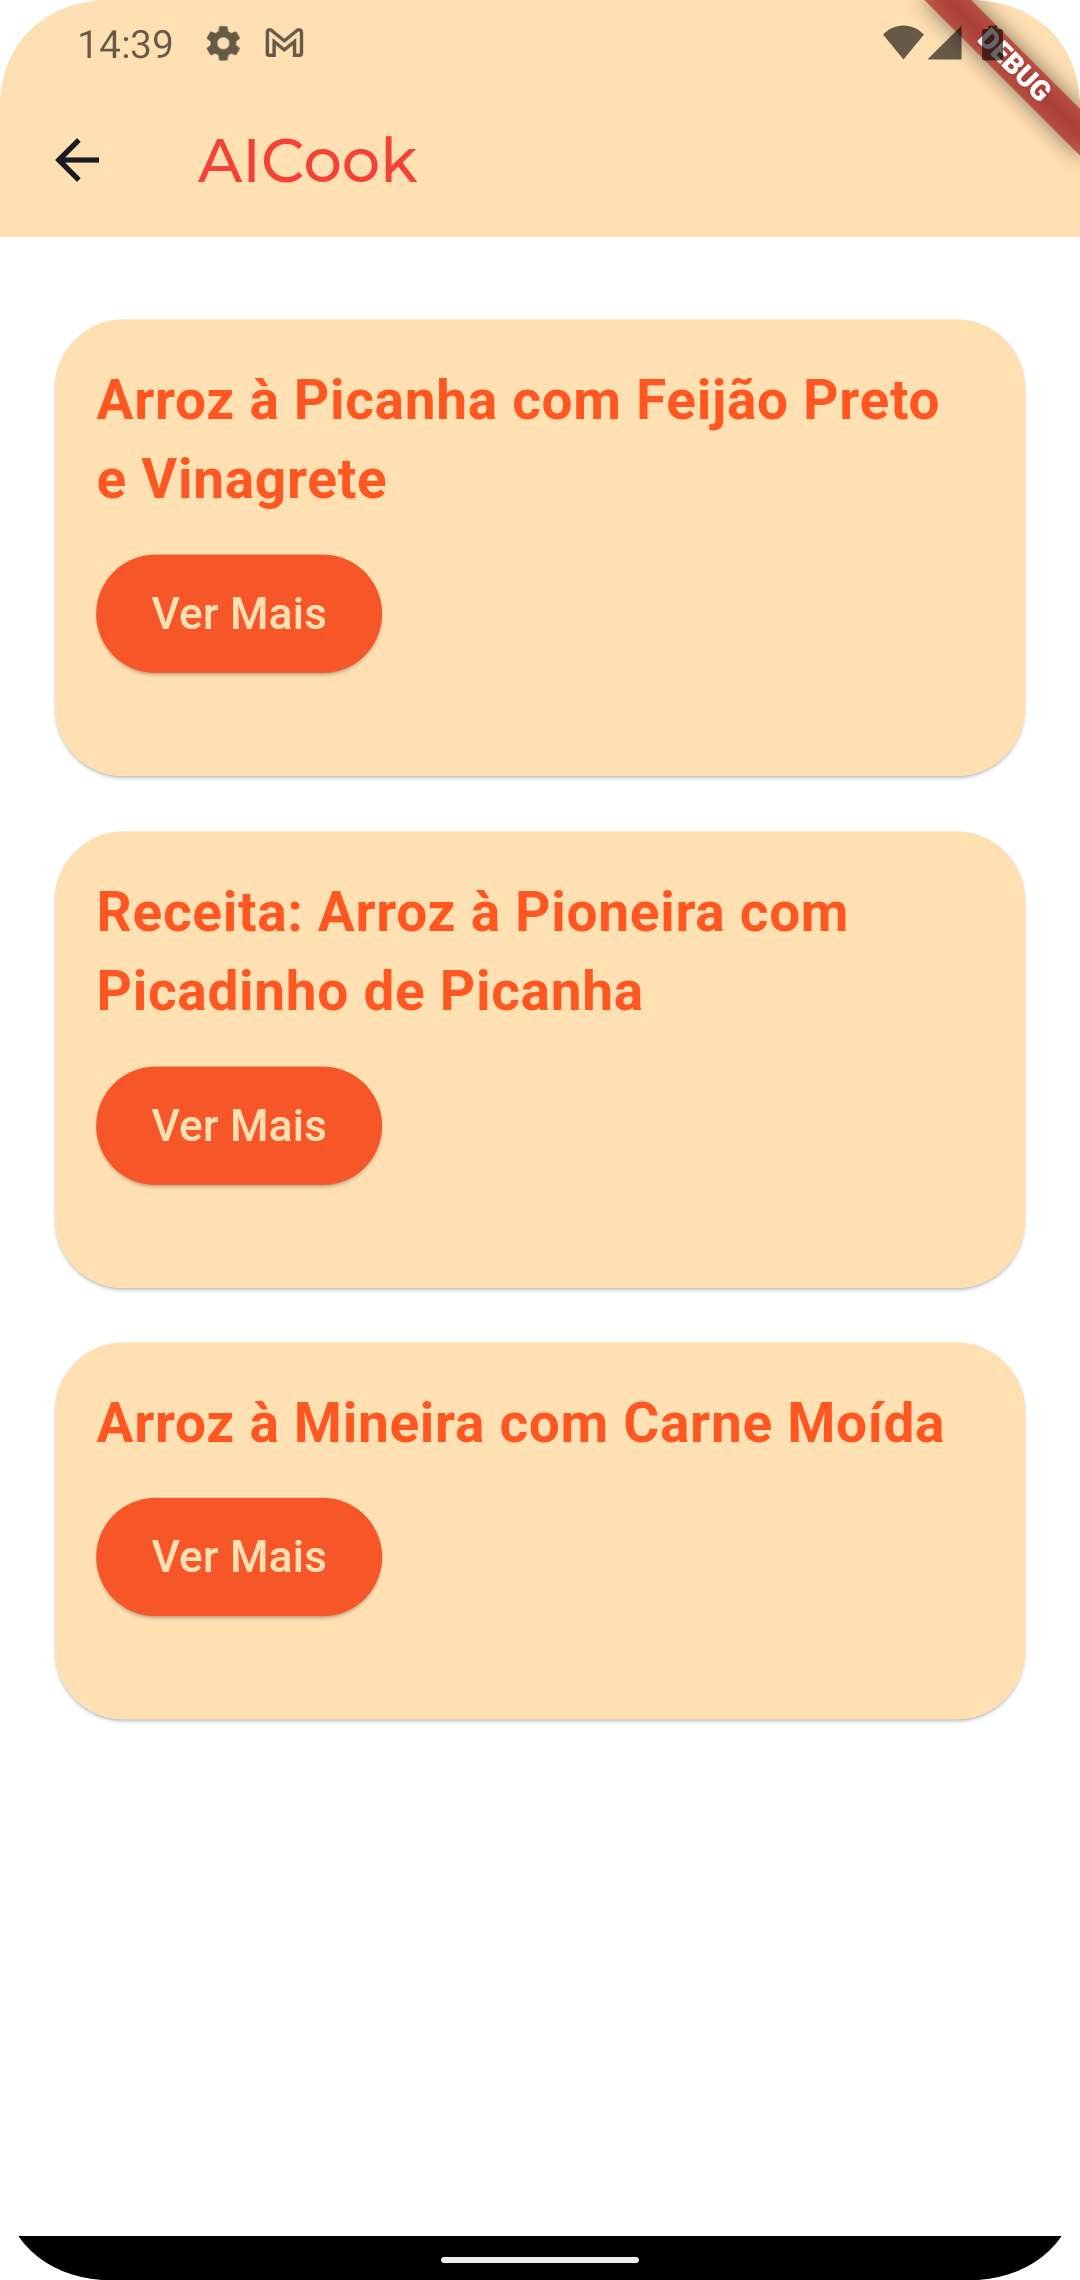 14:39
DEBUG
AICook
Arroz à Picanha com Feijão Preto
e Vinagrete
Ver Mais
Receita: Arroz à Pioneira com
Picadinho de Picanha
Ver Mais
Arroz à Mineira com Carne Moída
Ver Mais